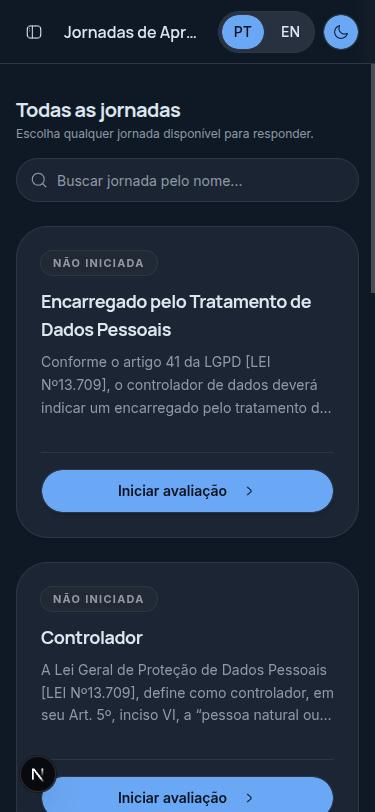 Jornadas de Apr...
PT
EN
Todas as jornadas
Escolha qualquer jornada disponível para responder.
Buscar jornada pelo nome...
NÃO INICIADA
Encarregado pelo Tratamento de
Dados Pessoais
Conforme o artigo 41 da LGPD [LEI
Nº13.709], o controlador de dados deverá
indicar um encarregado pelo tratamento d...
Iniciar avaliação
NÃO INICIADA
Controlador
A Lei Geral de Proteção de Dados Pessoais
[LEI Nº13.709], define como controlador, em
seu Art. 5º, inciso VI, a “pessoa natural ou...
N
Iniciar avaliação